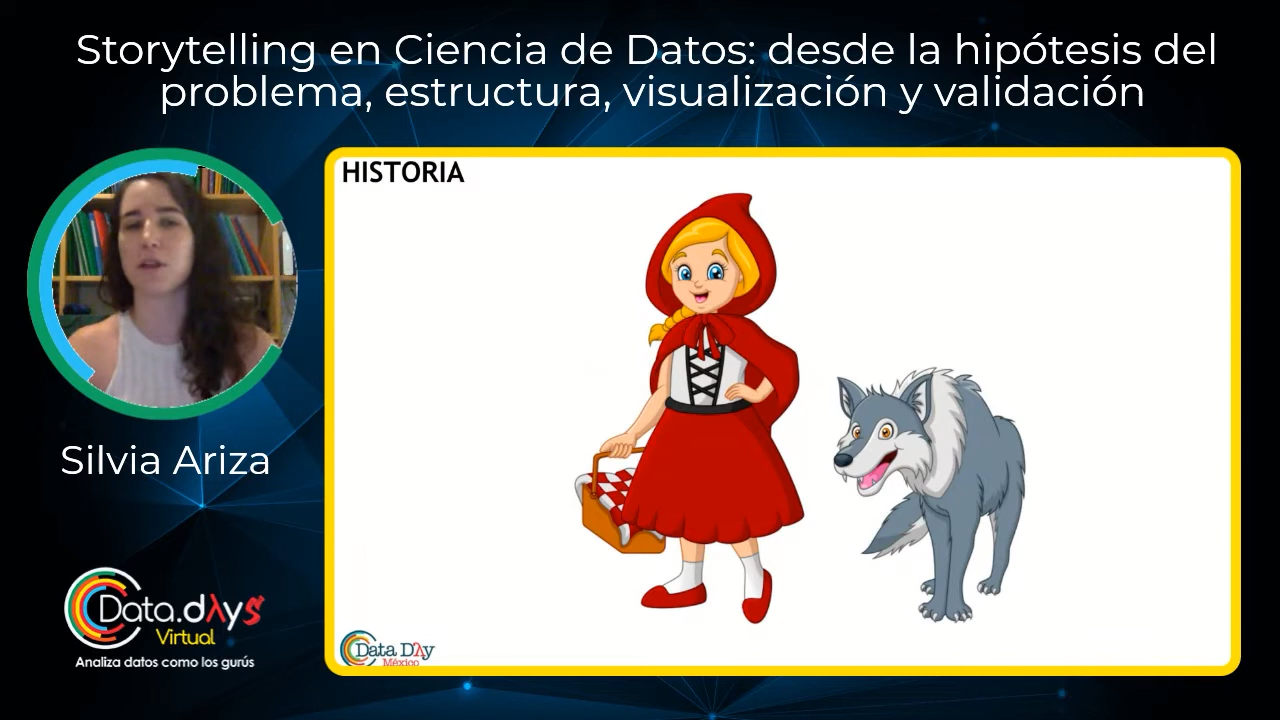 Storytelling en Ciencia de Datos: desde la hipótesis del
problema, estructura, visualización y validación
HISTORIA
Silvia Ariza
Data.dλys
Virtual
Analiza datos como los gurús
Data Dλy
México